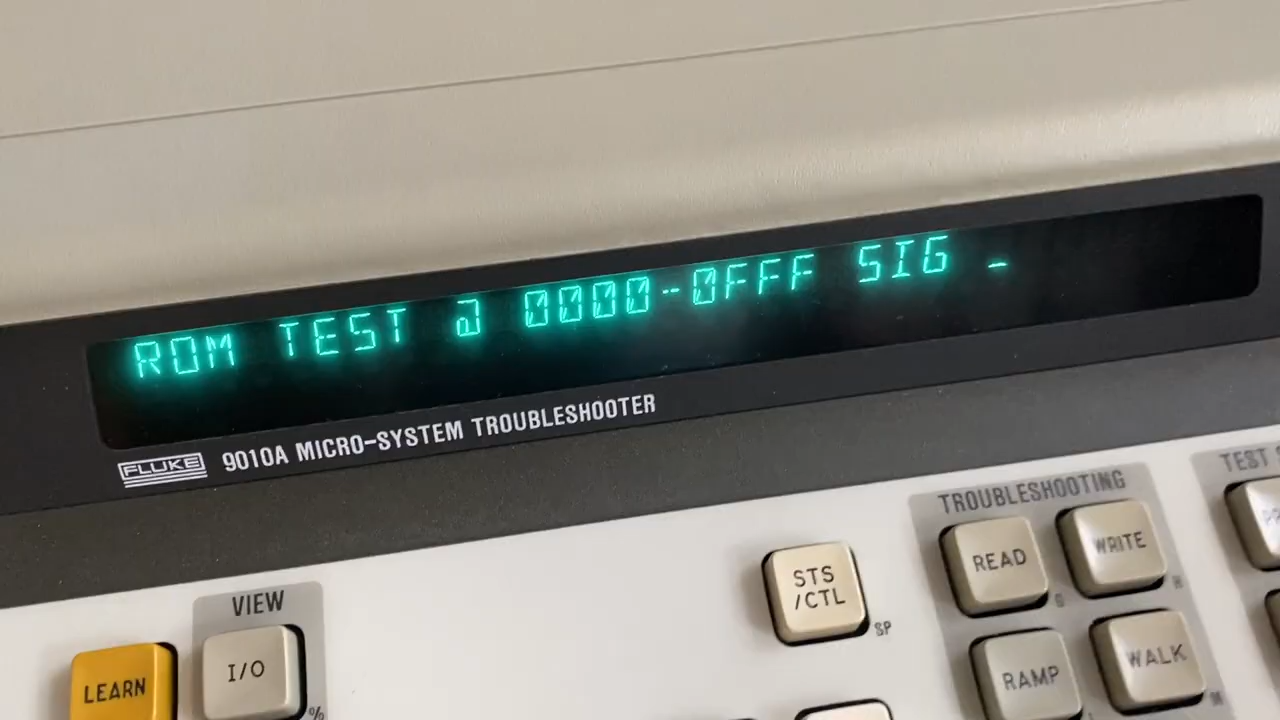 ROM TEST @ 0000-0FFF SIG _
FLUKE 9010A MICRO-SYSTEM TROUBLESHOOTER
TROUBLESHOOTING
TEST
READ
WRITE
STS
/CTL
SP
VIEW
I/O
%
LEARN
RAMP
WALK
M